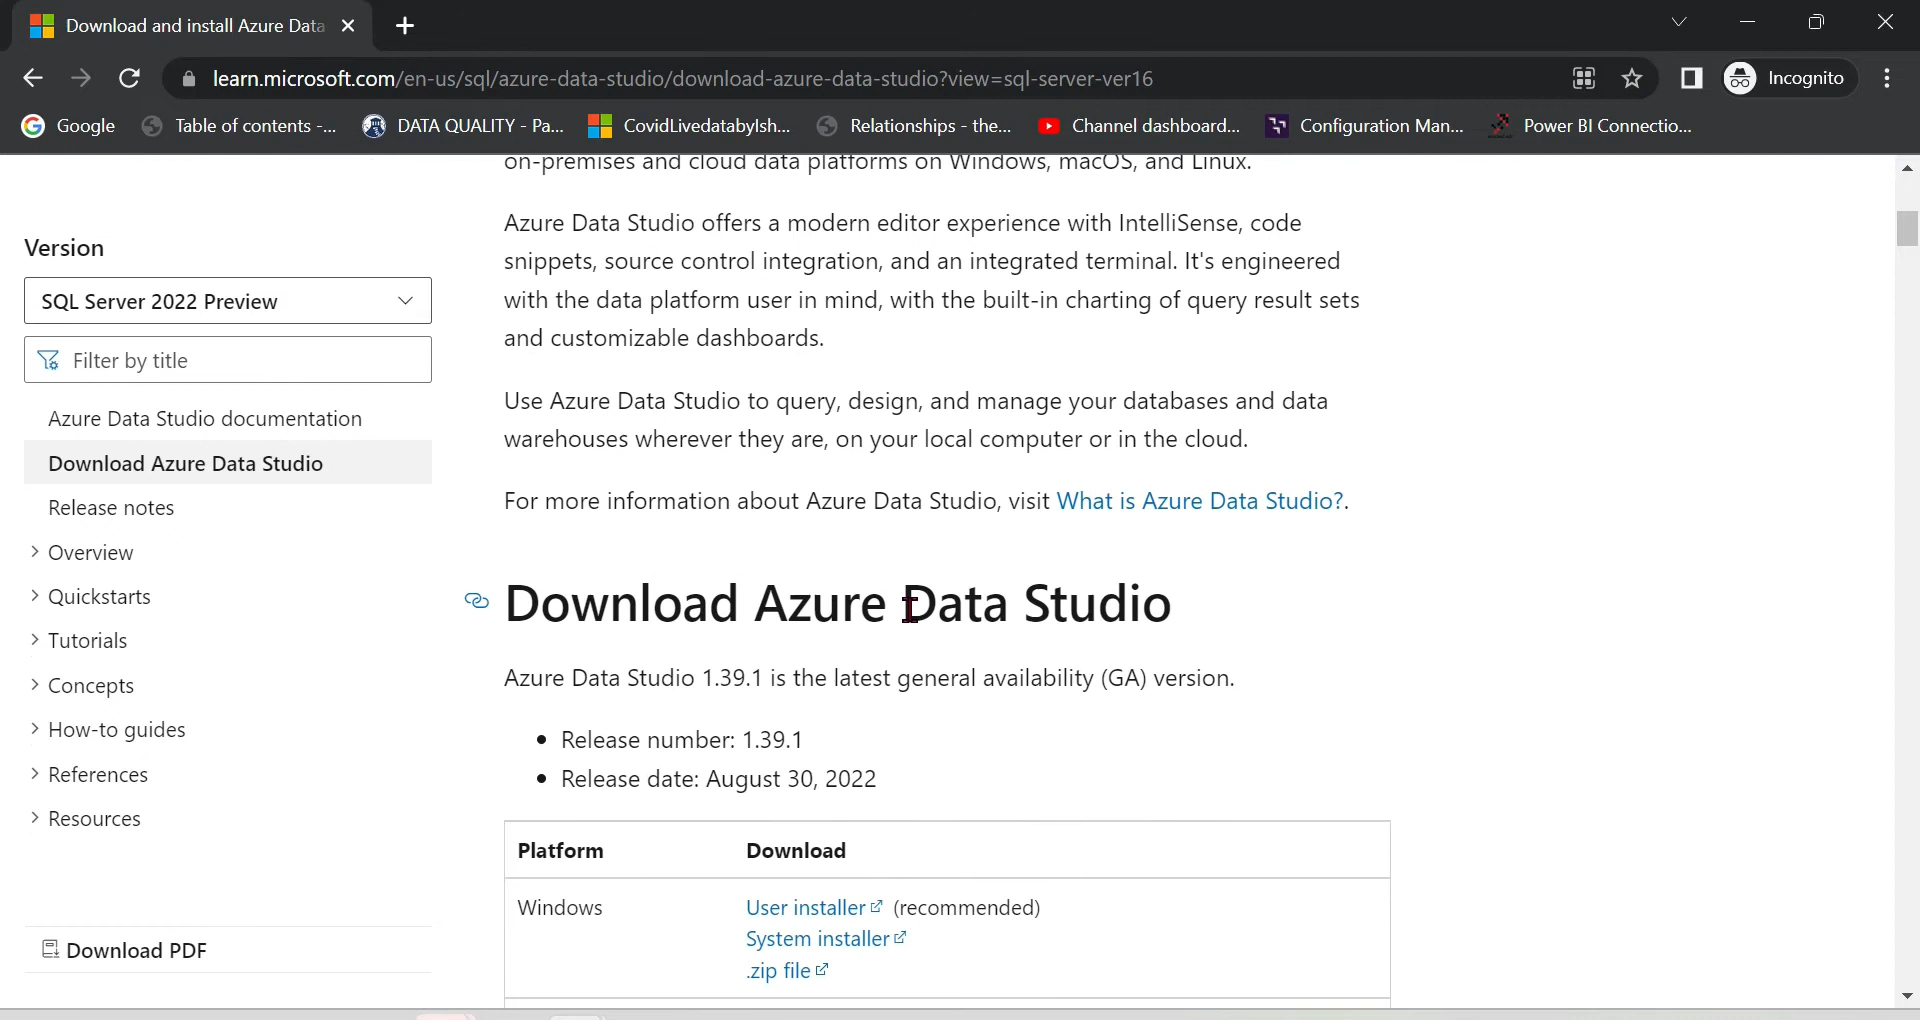 Download and install Azure Data
learn.microsoft.com/en-us/sql/azure-data-studio/download-azure-data-studio?view=sql-server-ver16
Incognito
Google
Table of contents -...
DATA QUALITY - Pa...
CovidLivedatabyIsh...
Relationships - the...
Channel dashboard...
Configuration Man...
Power BI Connectio...
Version
SQL Server 2022 Preview
Filter by title
Azure Data Studio documentation
Download Azure Data Studio
Release notes
Overview
Quickstarts
Tutorials
Concepts
How-to guides
References
Resources
Download PDF
on-premises and cloud data platforms on Windows, macOS, and Linux.
Azure Data Studio offers a modern editor experience with IntelliSense, code
snippets, source control integration, and an integrated terminal. It's engineered
with the data platform user in mind, with the built-in charting of query result sets
and customizable dashboards.
Use Azure Data Studio to query, design, and manage your databases and data
warehouses wherever they are, on your local computer or in the cloud.
For more information about Azure Data Studio, visit What is Azure Data Studio?.
Download Azure Data Studio
Azure Data Studio 1.39.1 is the latest general availability (GA) version.
• Release number: 1.39.1
• Release date: August 30, 2022
Platform Download
Windows User installer (recommended)
System installer
.zip file